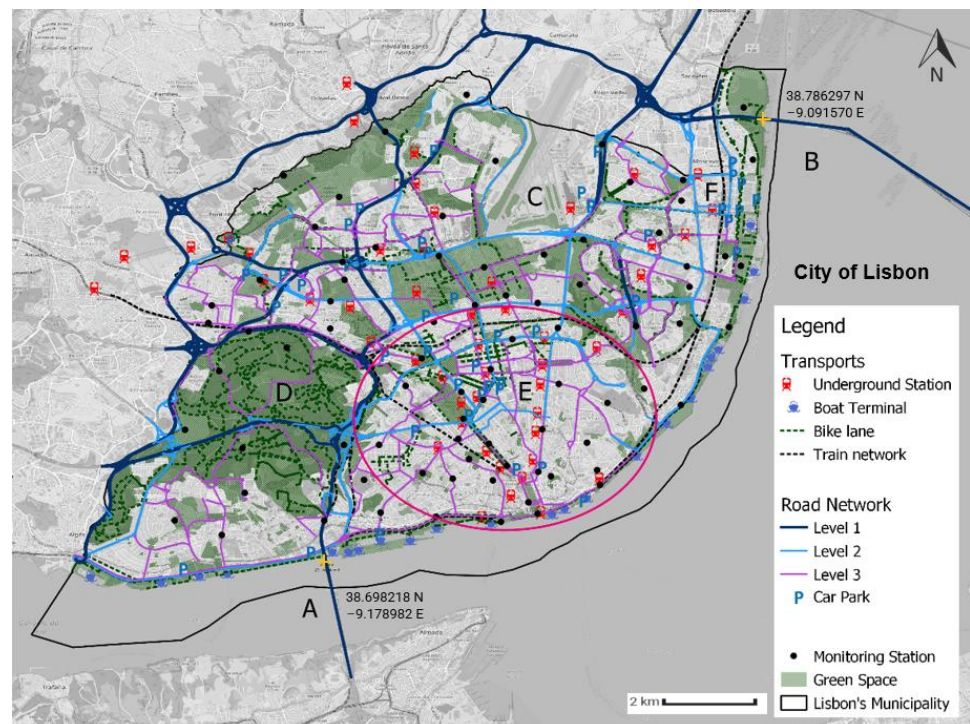 N
38.786297 N
−9.091570 E
B
C
F
City of Lisbon
D
E
A
38.698218 N
−9.178982 E
Legend
Transports
Underground Station
Boat Terminal
Bike lane
Train network
Road Network
Level 1
Level 2
Level 3
P Car Park
Monitoring Station
Green Space
Lisbon's Municipality
2 km